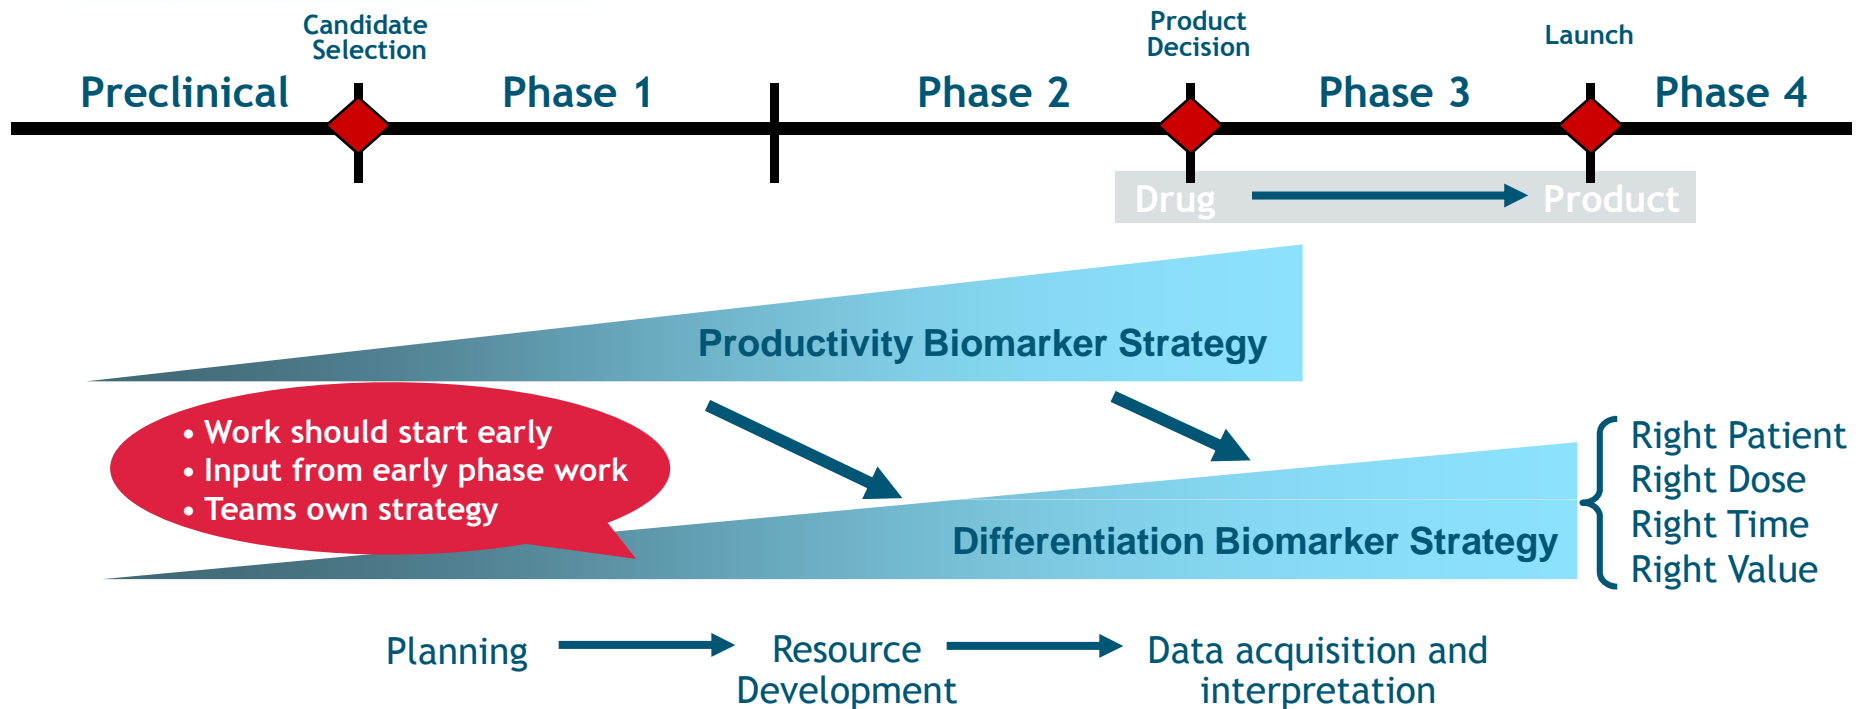 Candidate
Selection
Product
Decision
Launch
Preclinical
Phase 1
Phase 2
Phase 3
Phase 4
Drug
Product
Productivity Biomarker Strategy
• Work should start early
• Input from early phase work
• Teams own strategy
Differentiation Biomarker Strategy
Right Patient
Right Dose
Right Time
Right Value
Planning
Resource
Development
Data acquisition and
interpretation